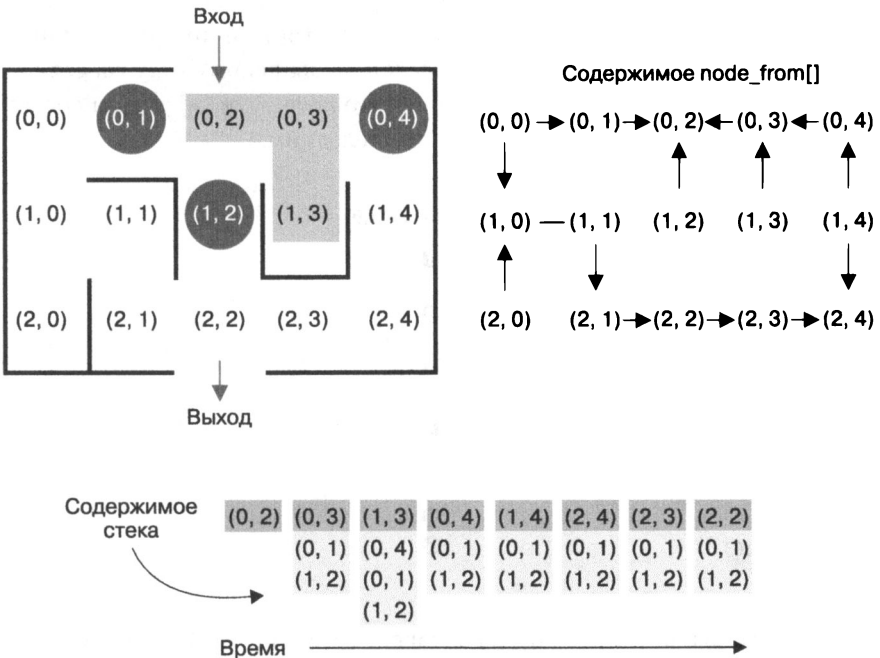 Вход
(0, 0) (0, 1) (0, 2) (0, 3) (0, 4)
(1, 0) (1, 1) (1, 2) (1, 3) (1, 4)
(2, 0) (2, 1) (2, 2) (2, 3) (2, 4)
Выход
Содержимое node_from[]
(0, 0) (0, 1) (0, 2) (0, 3) (0, 4)
(1, 0) (1, 1) (1, 2) (1, 3) (1, 4)
(2, 0) (2, 1) (2, 2) (2, 3) (2, 4)
Содержимое
стека
(0, 2) (0, 3) (1, 3) (0, 4) (1, 4) (2, 4) (2, 3) (2, 2)
(0, 1) (0, 4) (0, 1) (0, 1) (0, 1) (0, 1) (0, 1)
(1, 2) (0, 1) (1, 2) (1, 2) (1, 2) (1, 2) (1, 2)
(1, 2)
Время